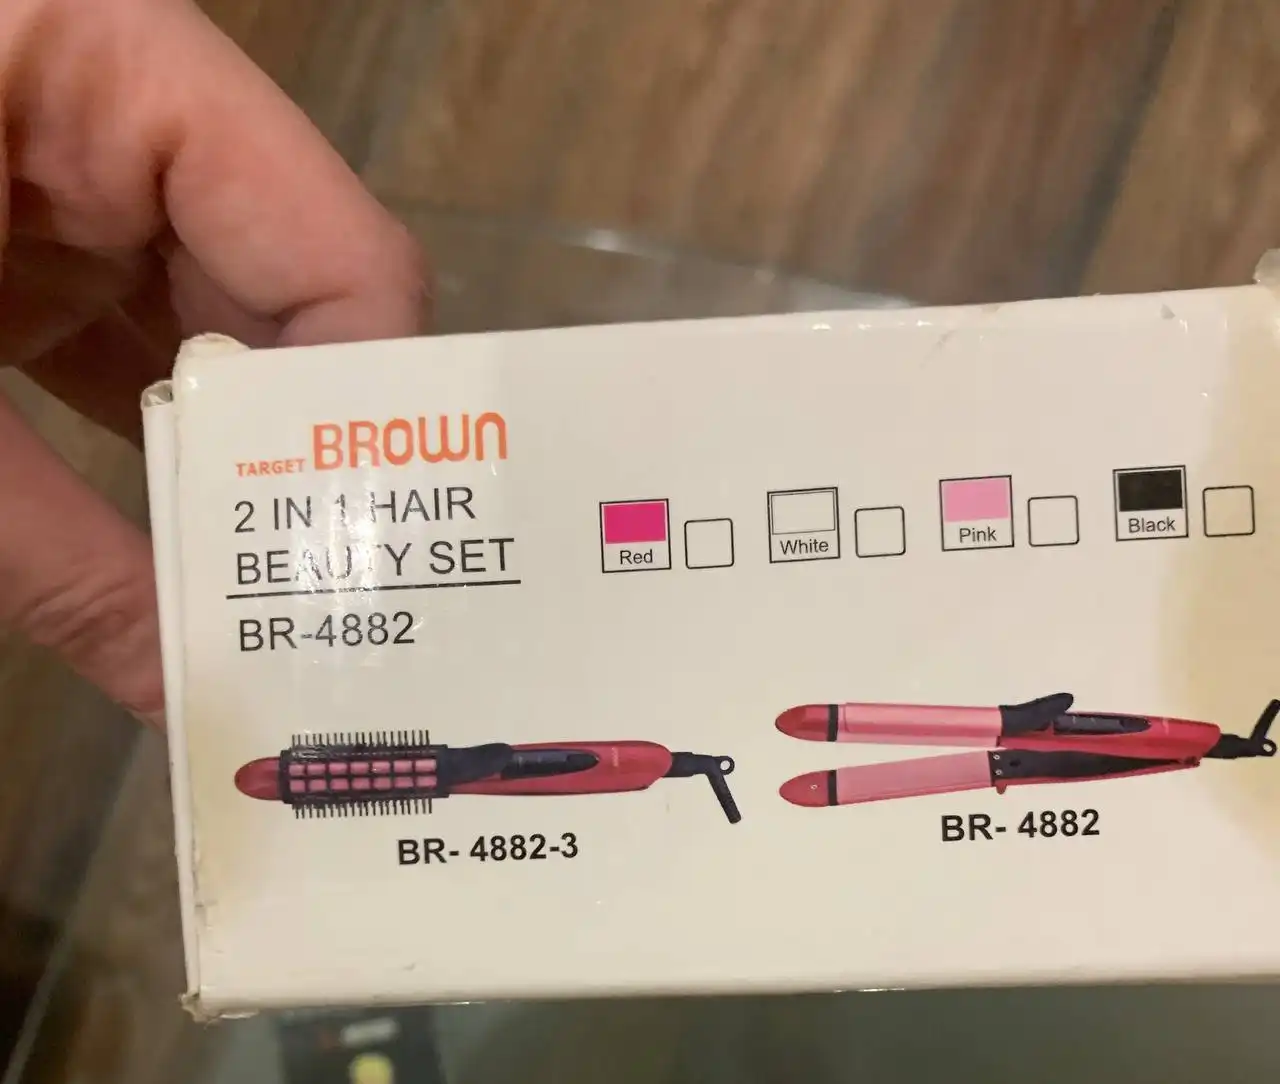 TARGET BROWN
2 IN 1 HAIR
BEAUTY SET
BR-4882
Red
White
Pink
Black
BR- 4882-3
BR- 4882